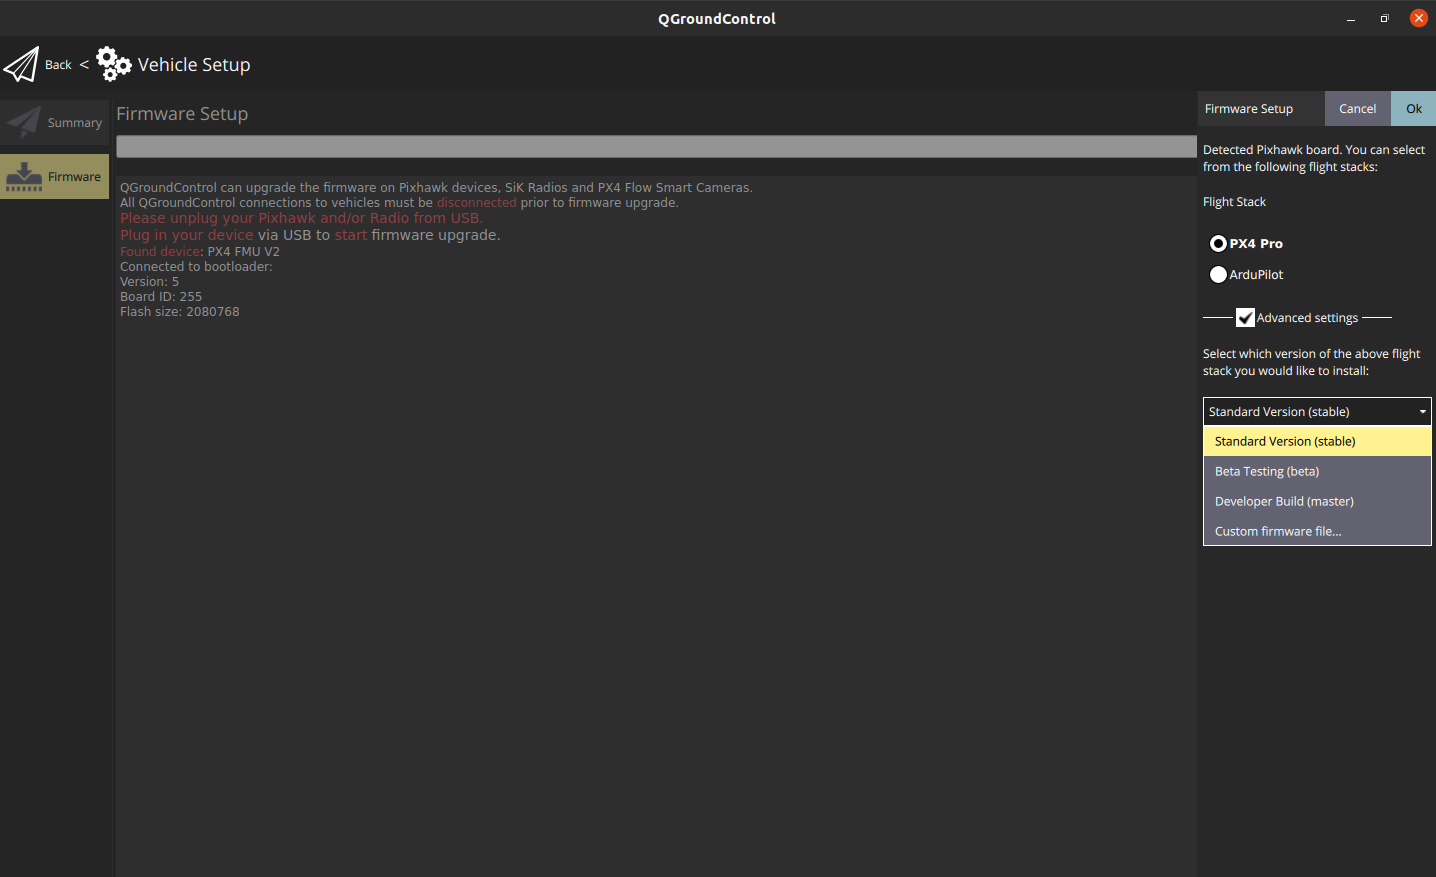 QGroundControl
Back < Vehicle Setup
Summary
Firmware
Firmware Setup
QGroundControl can upgrade the firmware on Pixhawk devices, SiK Radios and PX4 Flow Smart Cameras.
All QGroundControl connections to vehicles must be disconnected prior to firmware upgrade.
Please unplug your Pixhawk and/or Radio from USB.
Plug in your device via USB to start firmware upgrade.
Found device: PX4 FMU V2
Connected to bootloader:
Version: 5
Board ID: 255
Flash size: 2080768
Firmware Setup Cancel Ok
Detected Pixhawk board. You can select
from the following flight stacks:
Flight Stack
PX4 Pro
ArduPilot
Advanced settings
Select which version of the above flight
stack you would like to install:
Standard Version (stable)
Standard Version (stable)
Beta Testing (beta)
Developer Build (master)
Custom firmware file...